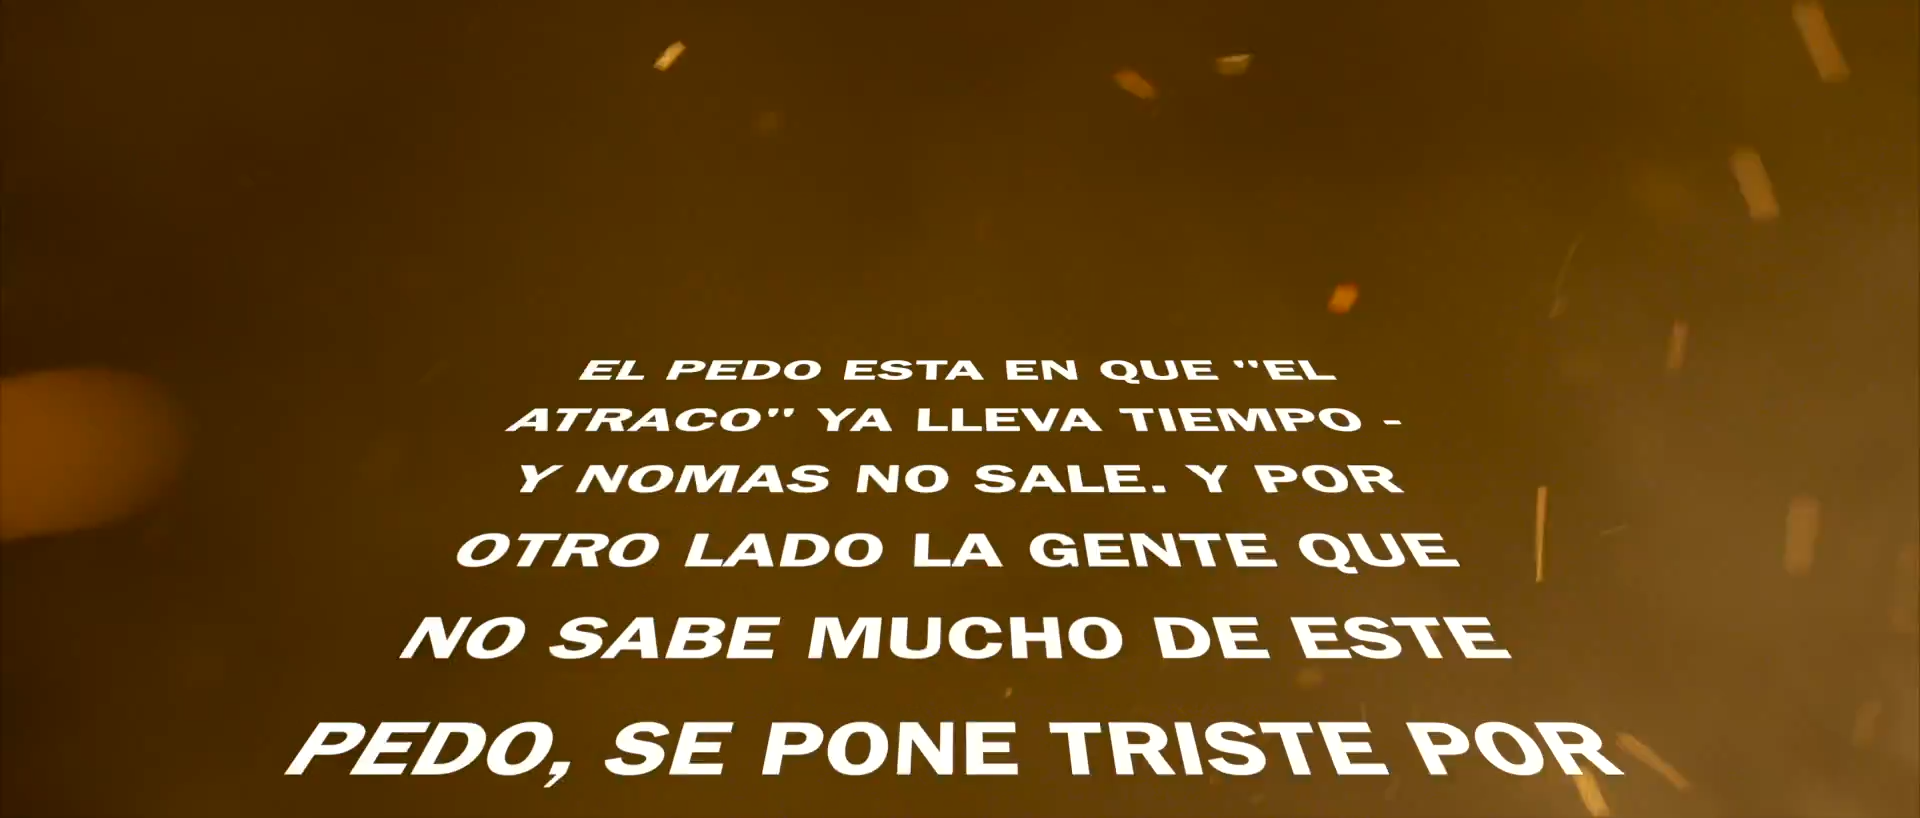 EL PEDO ESTA EN QUE "EL
ATRACO" YA LLEVA TIEMPO -
Y NOMAS NO SALE. Y POR
OTRO LADO LA GENTE QUE
NO SABE MUCHO DE ESTE
PEDO, SE PONE TRISTE POR